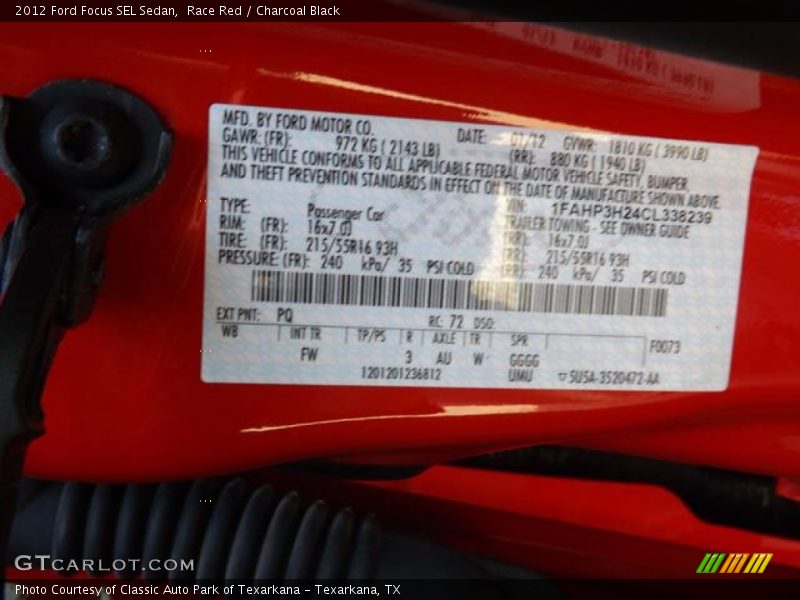 2012 Ford Focus SEL Sedan, Race Red / Charcoal Black
MFD. BY FORD MOTOR CO.
DATE: 01/12 GVWR: 1810 KG ( 3990 LB)
GAWR: (FR): 972 KG ( 2143 LB) (RR): 880 KG ( 1940 LB)
THIS VEHICLE CONFORMS TO ALL APPLICABLE FEDERAL MOTOR VEHICLE SAFETY, BUMPER,
AND THEFT PREVENTION STANDARDS IN EFFECT ON THE DATE OF MANUFACTURE SHOWN ABOVE.
VIN: 1FAHP3H24CL338239
TYPE: Passenger Car TRAILER TOWING - SEE OWNER GUIDE
RIM: (FR): 16x7.0J (RR): 16x7.0J
TIRE: (FR): 215/55R16 93H (RR): 215/55R16 93H
PRESSURE: (FR): 240 kPa/ 35 PSI COLD (RR): 240 kPa/ 35 PSI COLD
EXT PNT: PQ RC: 72 DSO:
WB INT TR TP/PS R AXLE TR SPR F0073
FW 3 AU W GGGG
1201201236812 UMU ▽SU5A-3520472-AA
GTCARLOT.COM
Photo Courtesy of Classic Auto Park of Texarkana - Texarkana, TX